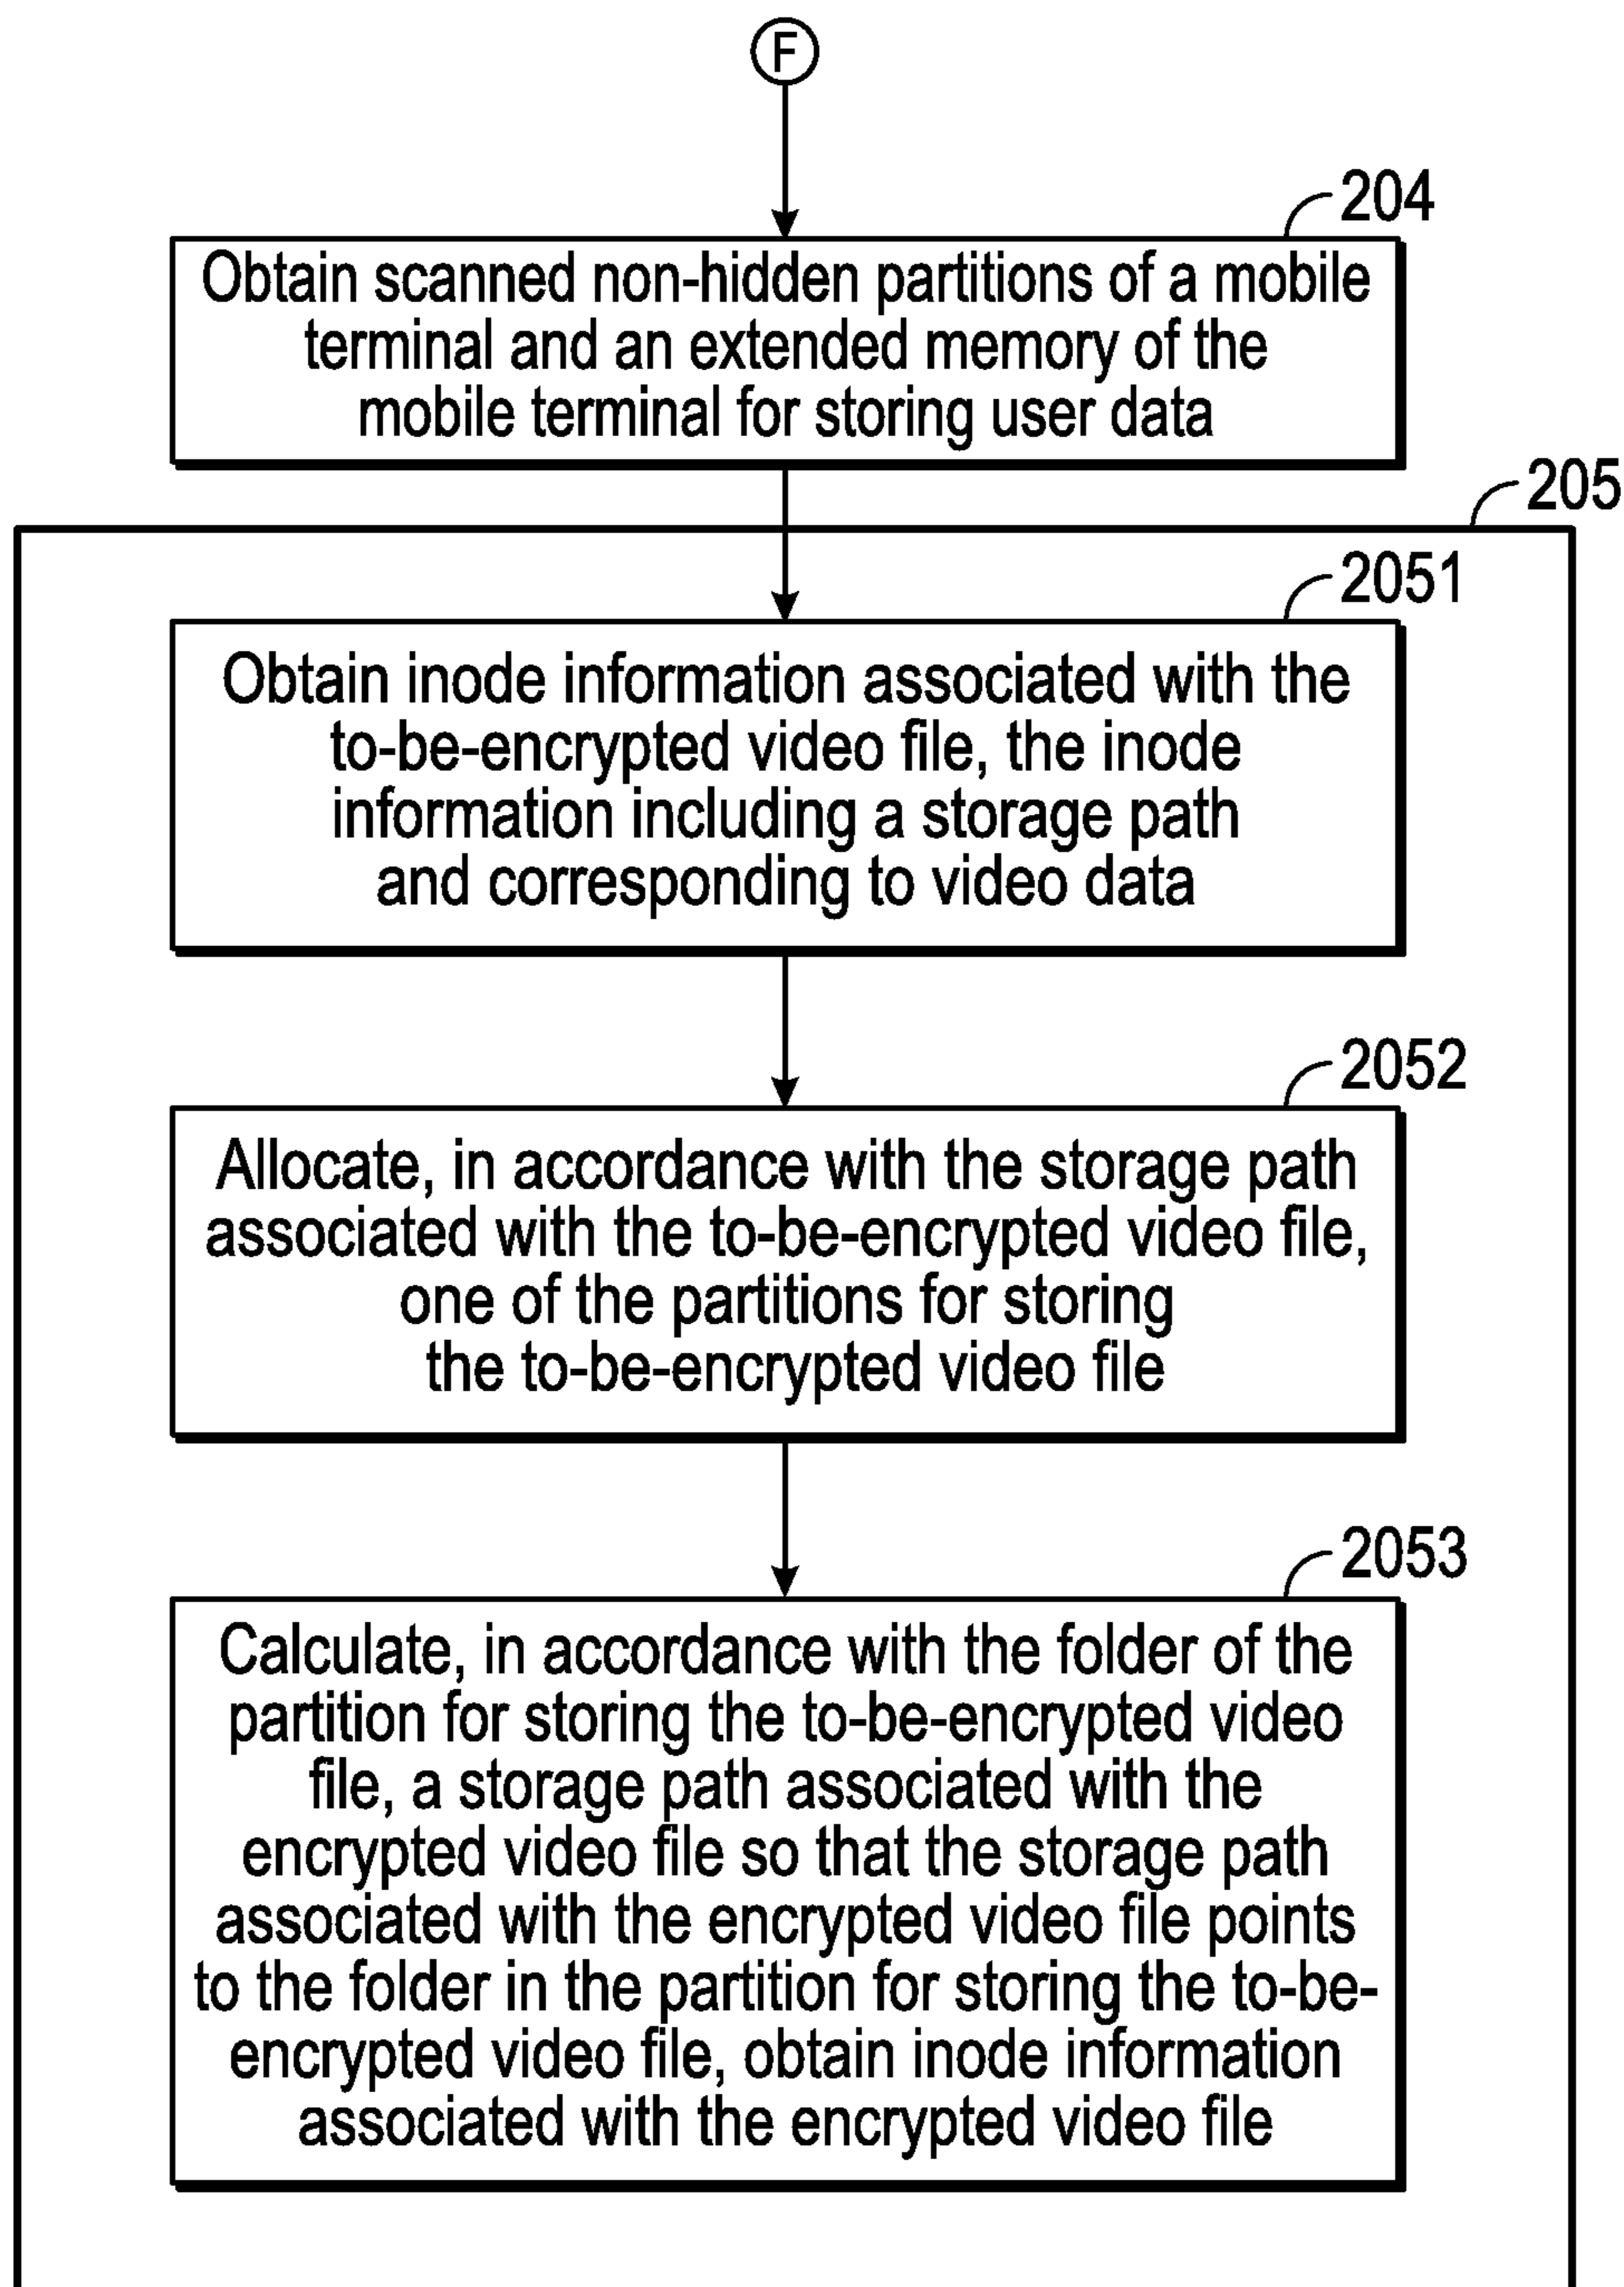 F
204
Obtain scanned non-hidden partitions of a mobile
terminal and an extended memory of the
mobile terminal for storing user data
205
2051
Obtain inode information associated with the
to-be-encrypted video file, the inode
information including a storage path
and corresponding to video data
2052
Allocate, in accordance with the storage path
associated with the to-be-encrypted video file,
one of the partitions for storing
the to-be-encrypted video file
2053
Calculate, in accordance with the folder of the
partition for storing the to-be-encrypted video
file, a storage path associated with the
encrypted video file so that the storage path
associated with the encrypted video file points
to the folder in the partition for storing the to-be-
encrypted video file, obtain inode information
associated with the encrypted video file